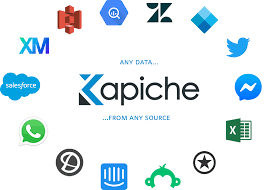 XM
ANY DATA...
salesforce
Kapiche
...FROM ANY SOURCE